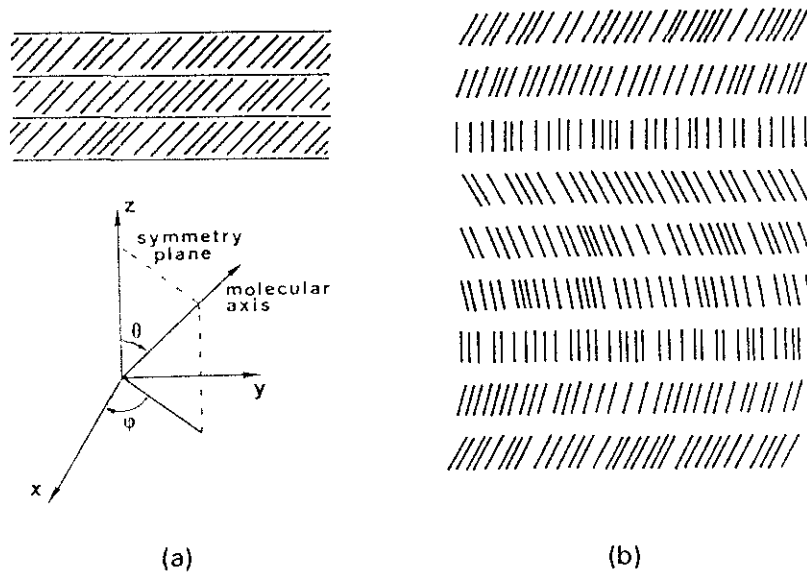 z
symmetry
plane
molecular
axis
θ
y
φ
x
(a)
(b)